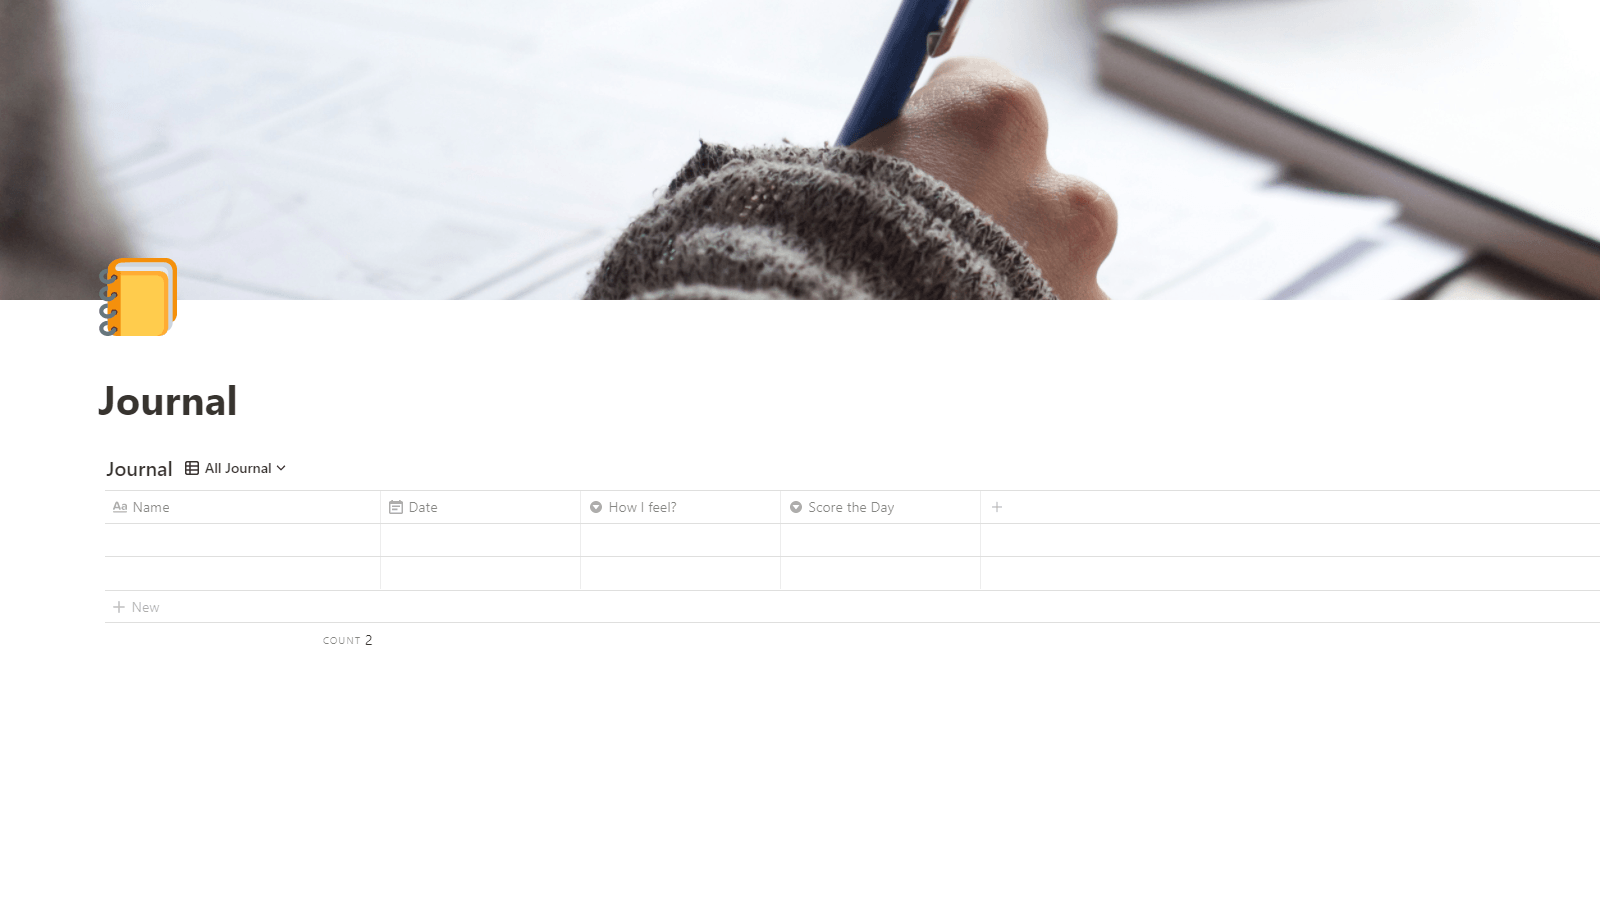 Journal
Journal All Journal
Aa Name Date How I feel? Score the Day
New
COUNT 2